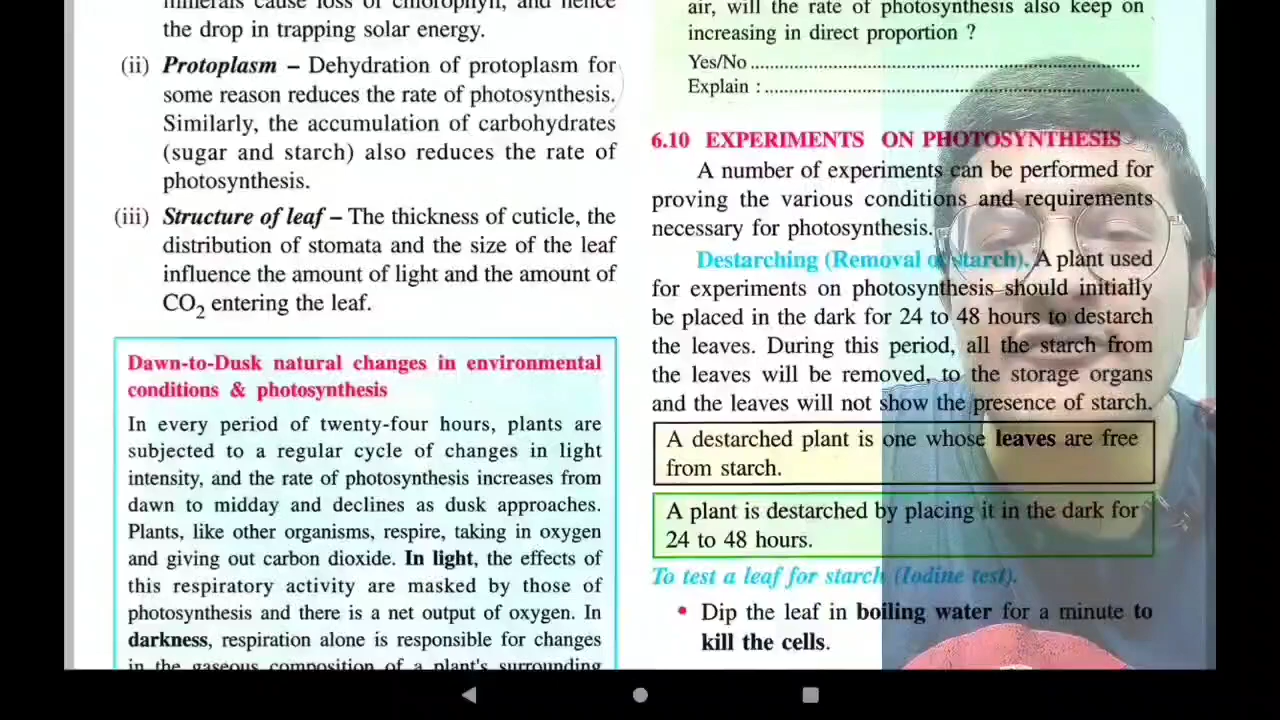 minerals cause loss of chlorophyll, and hence
the drop in trapping solar energy.
(ii) Protoplasm – Dehydration of protoplasm for
some reason reduces the rate of photosynthesis.
Similarly, the accumulation of carbohydrates
(sugar and starch) also reduces the rate of
photosynthesis.
(iii) Structure of leaf – The thickness of cuticle, the
distribution of stomata and the size of the leaf
influence the amount of light and the amount of
CO₂ entering the leaf.
Dawn-to-Dusk natural changes in environmental
conditions & photosynthesis
In every period of twenty-four hours, plants are
subjected to a regular cycle of changes in light
intensity, and the rate of photosynthesis increases from
dawn to midday and declines as dusk approaches.
Plants, like other organisms, respire, taking in oxygen
and giving out carbon dioxide. In light, the effects of
this respiratory activity are masked by those of
photosynthesis and there is a net output of oxygen. In
darkness, respiration alone is responsible for changes
in the gaseous composition of a plant's surrounding
air, will the rate of photosynthesis also keep on
increasing in direct proportion ?
Yes/No ..........................................................................
Explain : .......................................................................
6.10 EXPERIMENTS ON PHOTOSYNTHESIS
A number of experiments can be performed for
proving the various conditions and requirements
necessary for photosynthesis.
Destarching (Removal of starch). A plant used
for experiments on photosynthesis should initially
be placed in the dark for 24 to 48 hours to destarch
the leaves. During this period, all the starch from
the leaves will be removed, to the storage organs
and the leaves will not show the presence of starch.
A destarched plant is one whose leaves are free
from starch.
A plant is destarched by placing it in the dark for
24 to 48 hours.
To test a leaf for starch (Iodine test).
• Dip the leaf in boiling water for a minute to
kill the cells.